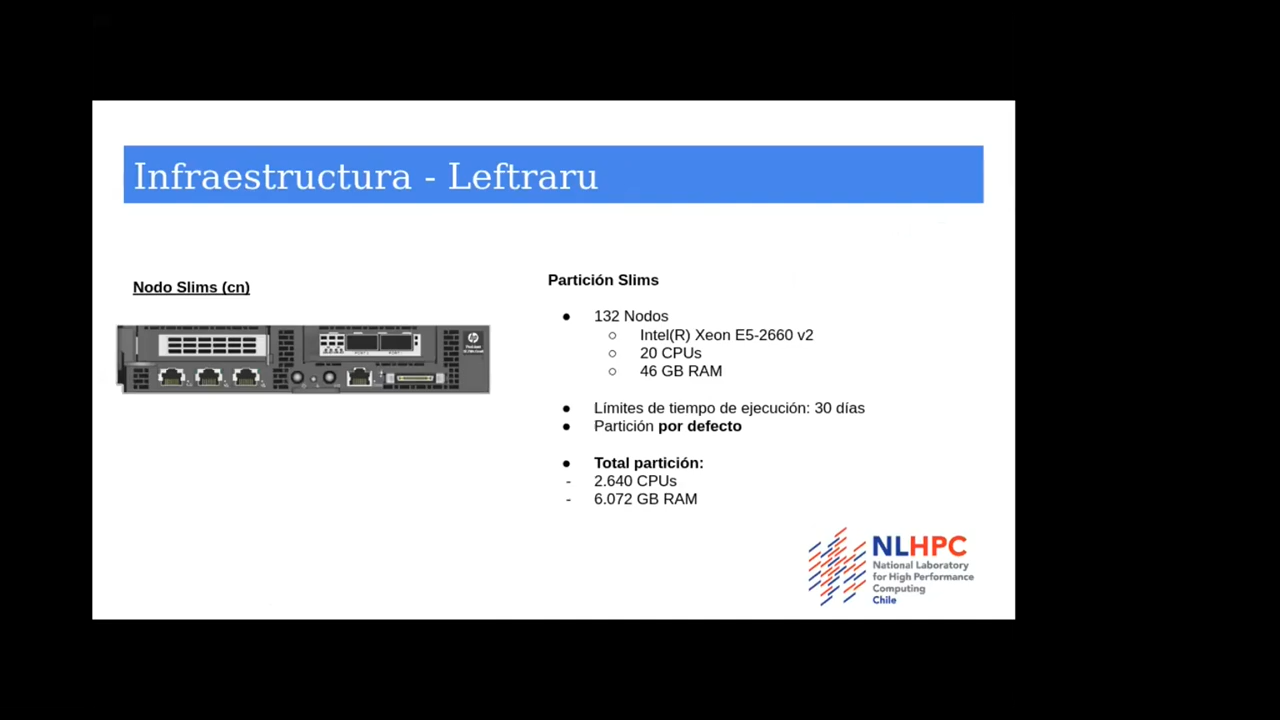 Infraestructura - Leftraru
Nodo Slims (cn)
Partición Slims
● 132 Nodos
○ Intel(R) Xeon E5-2660 v2
○ 20 CPUs
○ 46 GB RAM
● Límites de tiempo de ejecución: 30 días
● Partición por defecto
● Total partición:
- 2.640 CPUs
- 6.072 GB RAM
NLHPC
National Laboratory
for High Performance
Computing
Chile